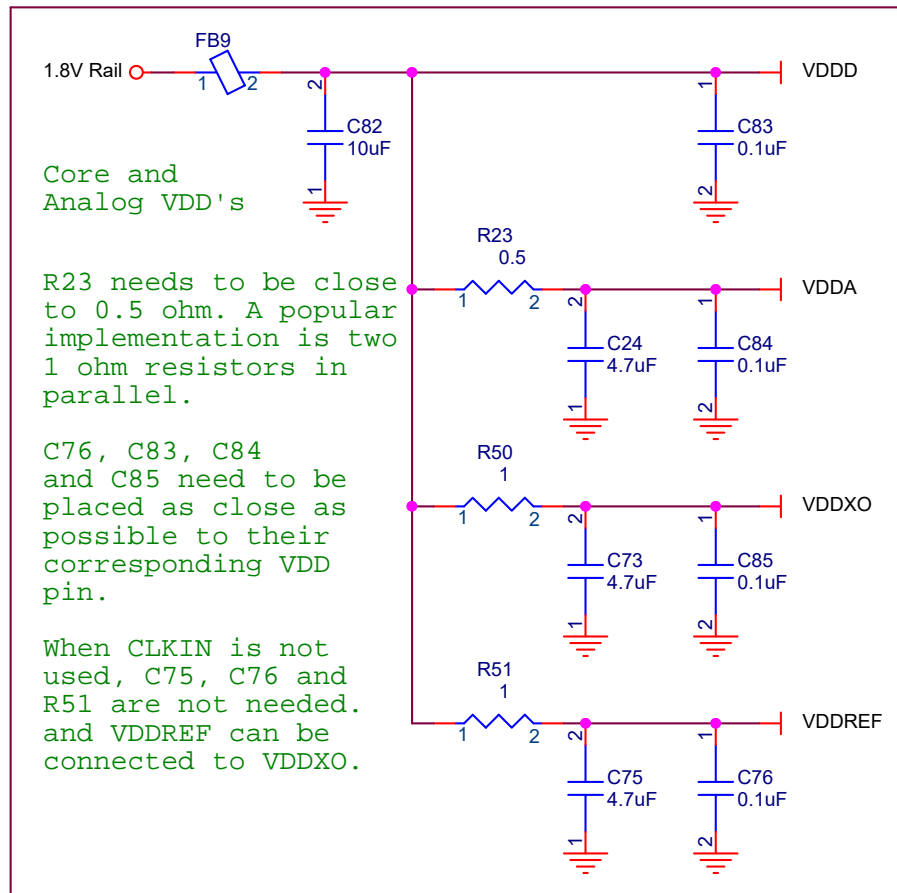 FB9
1.8V Rail
1
2
VDDD
2
C82
10uF
1
1
C83
0.1uF
2
Core and
Analog VDD's
R23
0.5
1
2
VDDA
2
C24
4.7uF
1
1
C84
0.1uF
2
R23 needs to be close
to 0.5 ohm. A popular
implementation is two
1 ohm resistors in
parallel.
R50
1
1
2
VDDXO
2
C73
4.7uF
1
1
C85
0.1uF
2
C76, C83, C84
and C85 need to be
placed as close as
possible to their
corresponding VDD
pin.
R51
1
1
2
VDDREF
2
C75
4.7uF
1
1
C76
0.1uF
2
When CLKIN is not
used, C75, C76 and
R51 are not needed.
and VDDREF can be
connected to VDDXO.